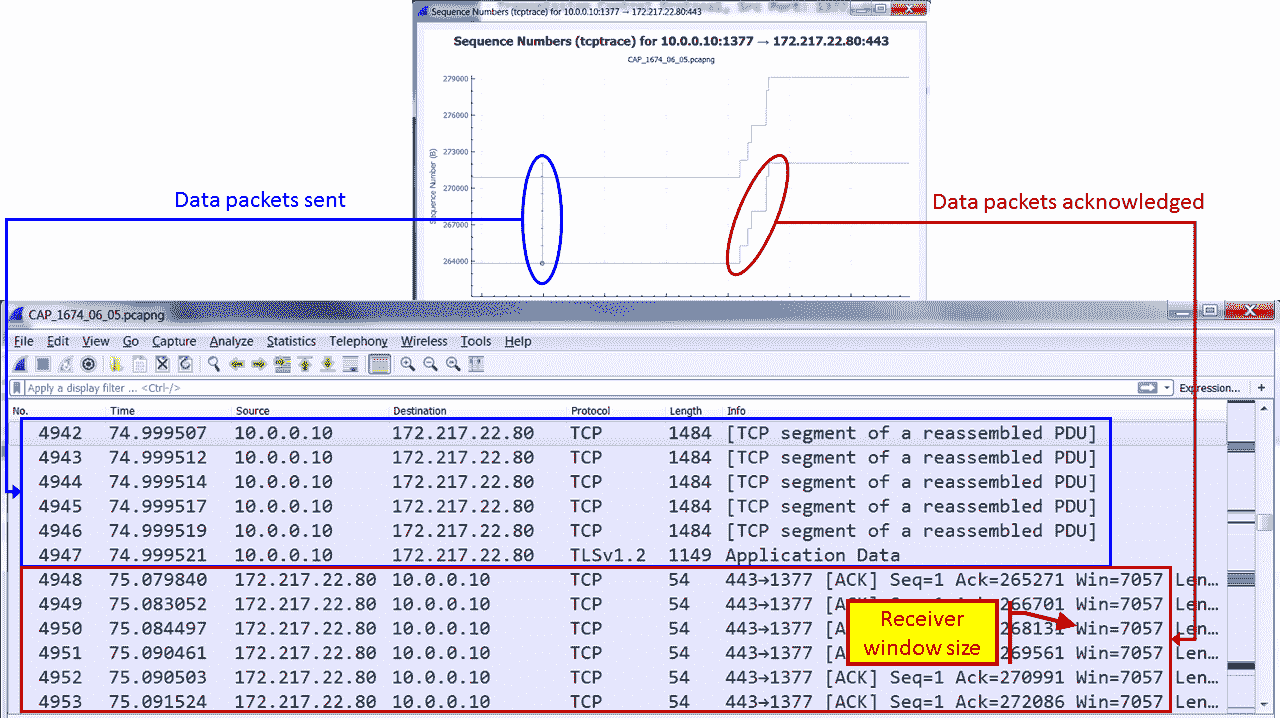 Sequence Numbers (tcptrace) for 10.0.0.10:1377 → 172.217.22.80:443
Sequence Numbers (tcptrace) for 10.0.0.10:1377 → 172.217.22.80:443
CAP_1674_06_05.pcapng
279000
276000
273000
270000
267000
264000
Sequence Number (B)
Data packets sent
Data packets acknowledged
CAP_1674_06_05.pcapng
File Edit View Go Capture Analyze Statistics Telephony Wireless Tools Help
Apply a display filter ... <Ctrl-/> Expression... +
No. Time Source Destination Protocol Length Info
4942 74.999507 10.0.0.10 172.217.22.80 TCP 1484 [TCP segment of a reassembled PDU]
4943 74.999512 10.0.0.10 172.217.22.80 TCP 1484 [TCP segment of a reassembled PDU]
4944 74.999514 10.0.0.10 172.217.22.80 TCP 1484 [TCP segment of a reassembled PDU]
4945 74.999517 10.0.0.10 172.217.22.80 TCP 1484 [TCP segment of a reassembled PDU]
4946 74.999519 10.0.0.10 172.217.22.80 TCP 1484 [TCP segment of a reassembled PDU]
4947 74.999521 10.0.0.10 172.217.22.80 TLSv1.2 1149 Application Data
4948 75.079840 172.217.22.80 10.0.0.10 TCP 54 443→1377 [ACK] Seq=1 Ack=265271 Win=7057 Len…
4949 75.083052 172.217.22.80 10.0.0.10 TCP 54 443→1377 [ACK] Seq=1 Ack=266701 Win=7057 Len…
4950 75.084497 172.217.22.80 10.0.0.10 TCP 54 443→1377 [A 268131 Win=7057 Len…
4951 75.090461 172.217.22.80 10.0.0.10 TCP 54 443→1377 [A 269561 Win=7057 Len…
4952 75.090503 172.217.22.80 10.0.0.10 TCP 54 443→1377 [ACK] Seq=1 Ack=270991 Win=7057 Len…
4953 75.091524 172.217.22.80 10.0.0.10 TCP 54 443→1377 [ACK] Seq=1 Ack=272086 Win=7057 Len…
Receiver
window size